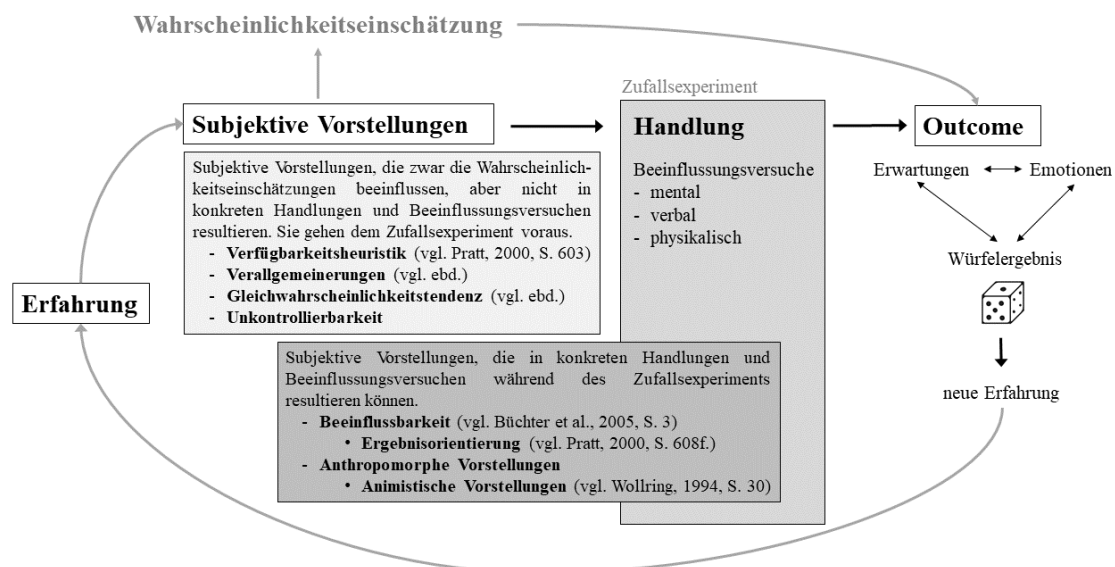 Wahrscheinlichkeitseinschätzung
Zufallsexperiment
Subjektive Vorstellungen
Handlung
Outcome
Subjektive Vorstellungen, die zwar die Wahrscheinlich-
keitseinschätzungen beeinflussen, aber nicht in
konkreten Handlungen und Beeinflussungsversuchen
resultieren. Sie gehen dem Zufallsexperiment voraus.
- Verfügbarkeitsheuristik (vgl. Pratt, 2000, S. 603)
- Verallgemeinerungen (vgl. ebd.)
- Gleichwahrscheinlichkeitstendenz (vgl. ebd.)
- Unkontrollierbarkeit
Beeinflussungsversuche
- mental
- verbal
- physikalisch
Erwartungen
Emotionen
Würfelergebnis
Erfahrung
neue Erfahrung
Subjektive Vorstellungen, die in konkreten Handlungen und
Beeinflussungsversuchen während des Zufallsexperiments
resultieren können.
- Beeinflussbarkeit (vgl. Büchter et al., 2005, S. 3)
• Ergebnisorientierung (vgl. Pratt, 2000, S. 608f.)
- Anthropomorphe Vorstellungen
• Animistische Vorstellungen (vgl. Wollring, 1994, S. 30)